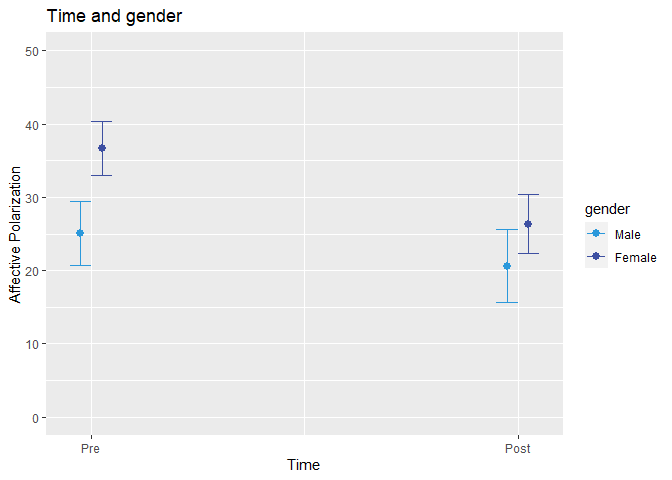 Time and gender
50
40
30
20
10
0
Affective Polarization
Pre
Post
Time
gender
Male
Female